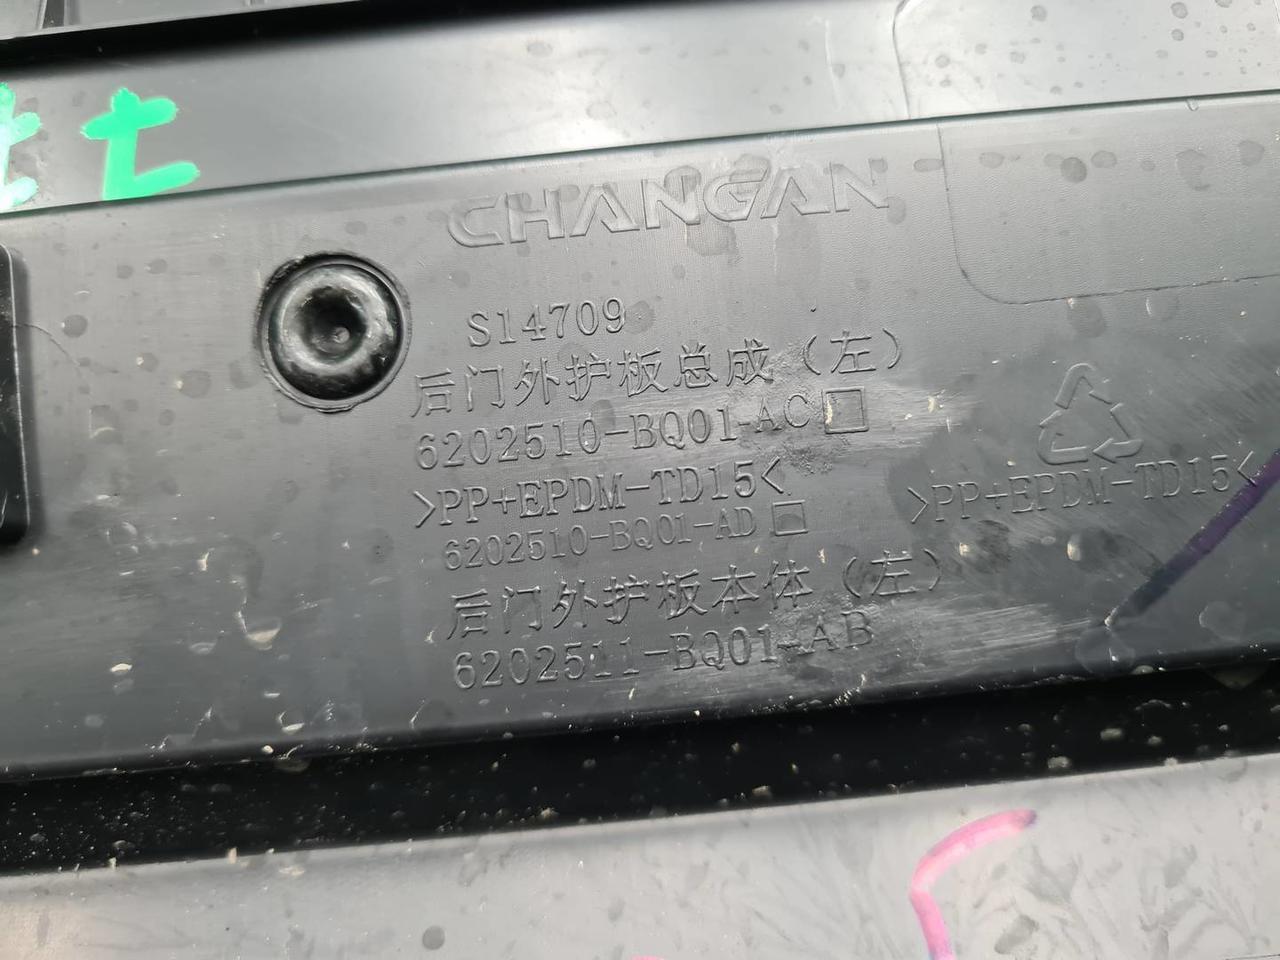 CHANGAN
S14709
后门外护板总成（左）
6202510-BQ01-AC□
>PP+EPDM-TD15<
6202510-BQ01-AD□
后门外护板本体（左）
6202511-BQ01-AB
>PP+EPDM-TD15<